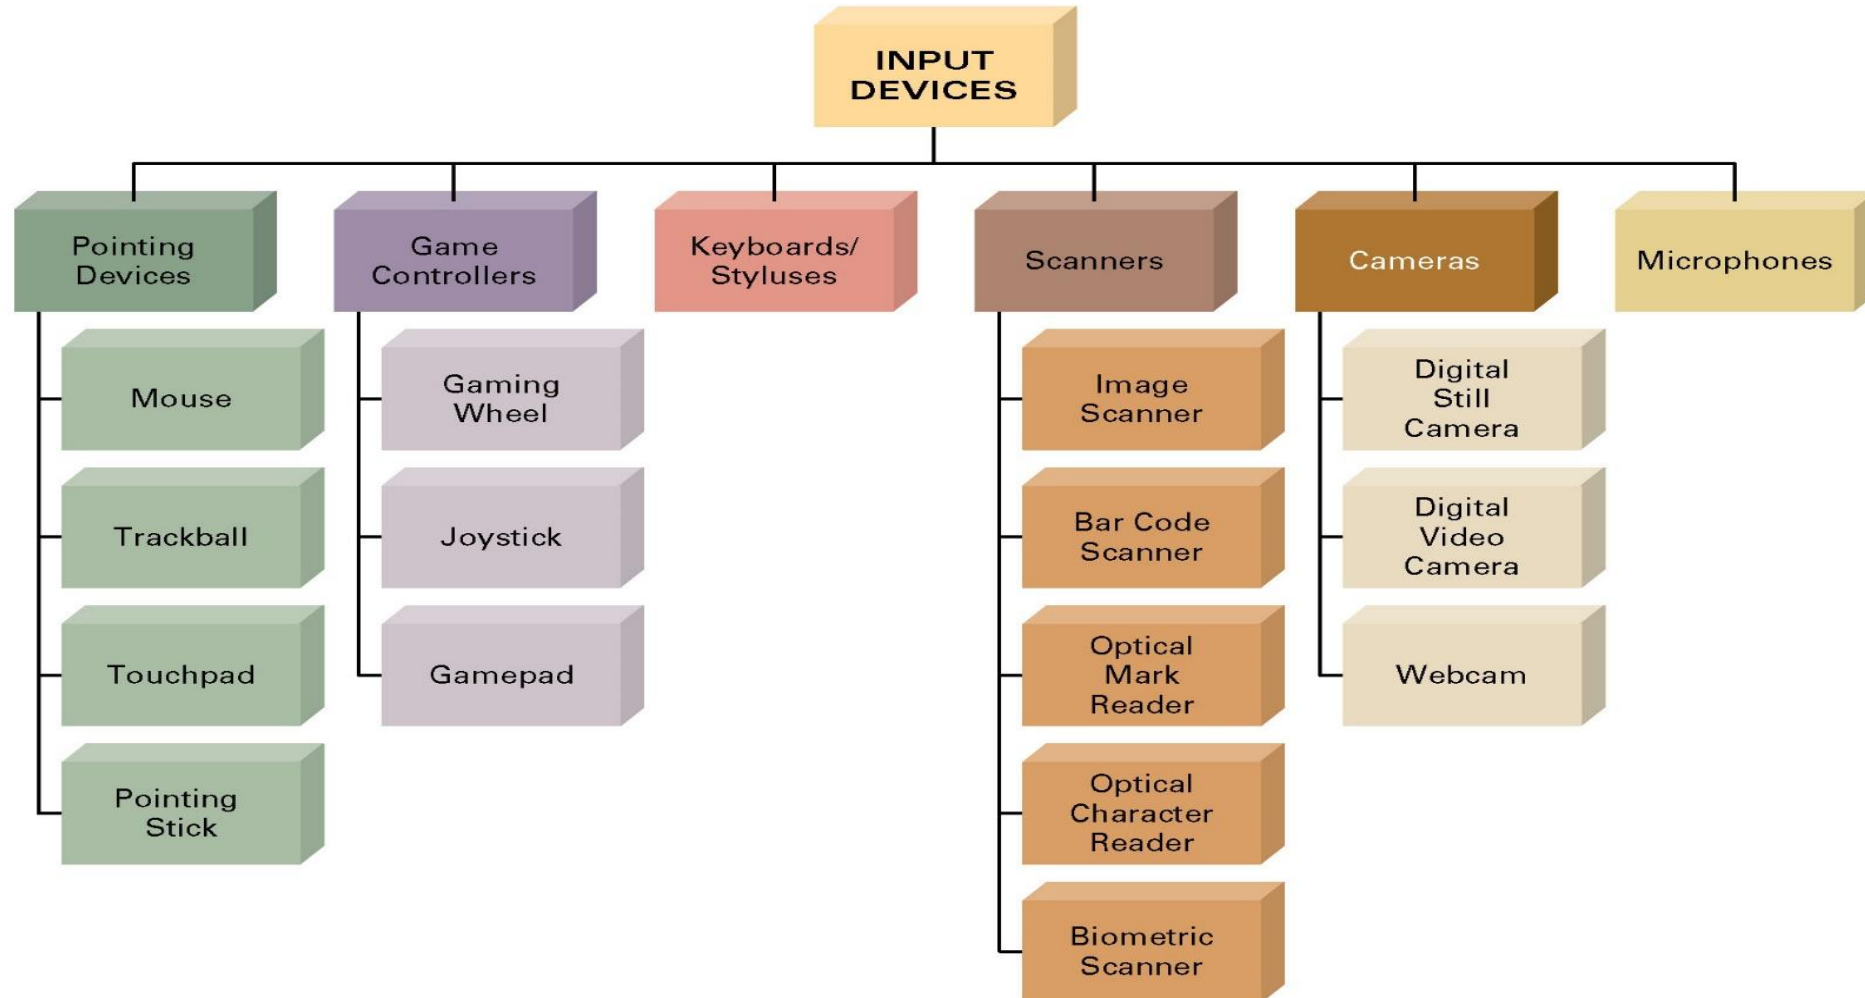 INPUT
DEVICES
Pointing
Devices
Game
Controllers
Keyboards/
Styluses
Scanners
Cameras
Microphones
Mouse
Trackball
Touchpad
Pointing
Stick
Gaming
Wheel
Joystick
Gamepad
Image
Scanner
Bar Code
Scanner
Optical
Mark
Reader
Optical
Character
Reader
Biometric
Scanner
Digital
Still
Camera
Digital
Video
Camera
Webcam